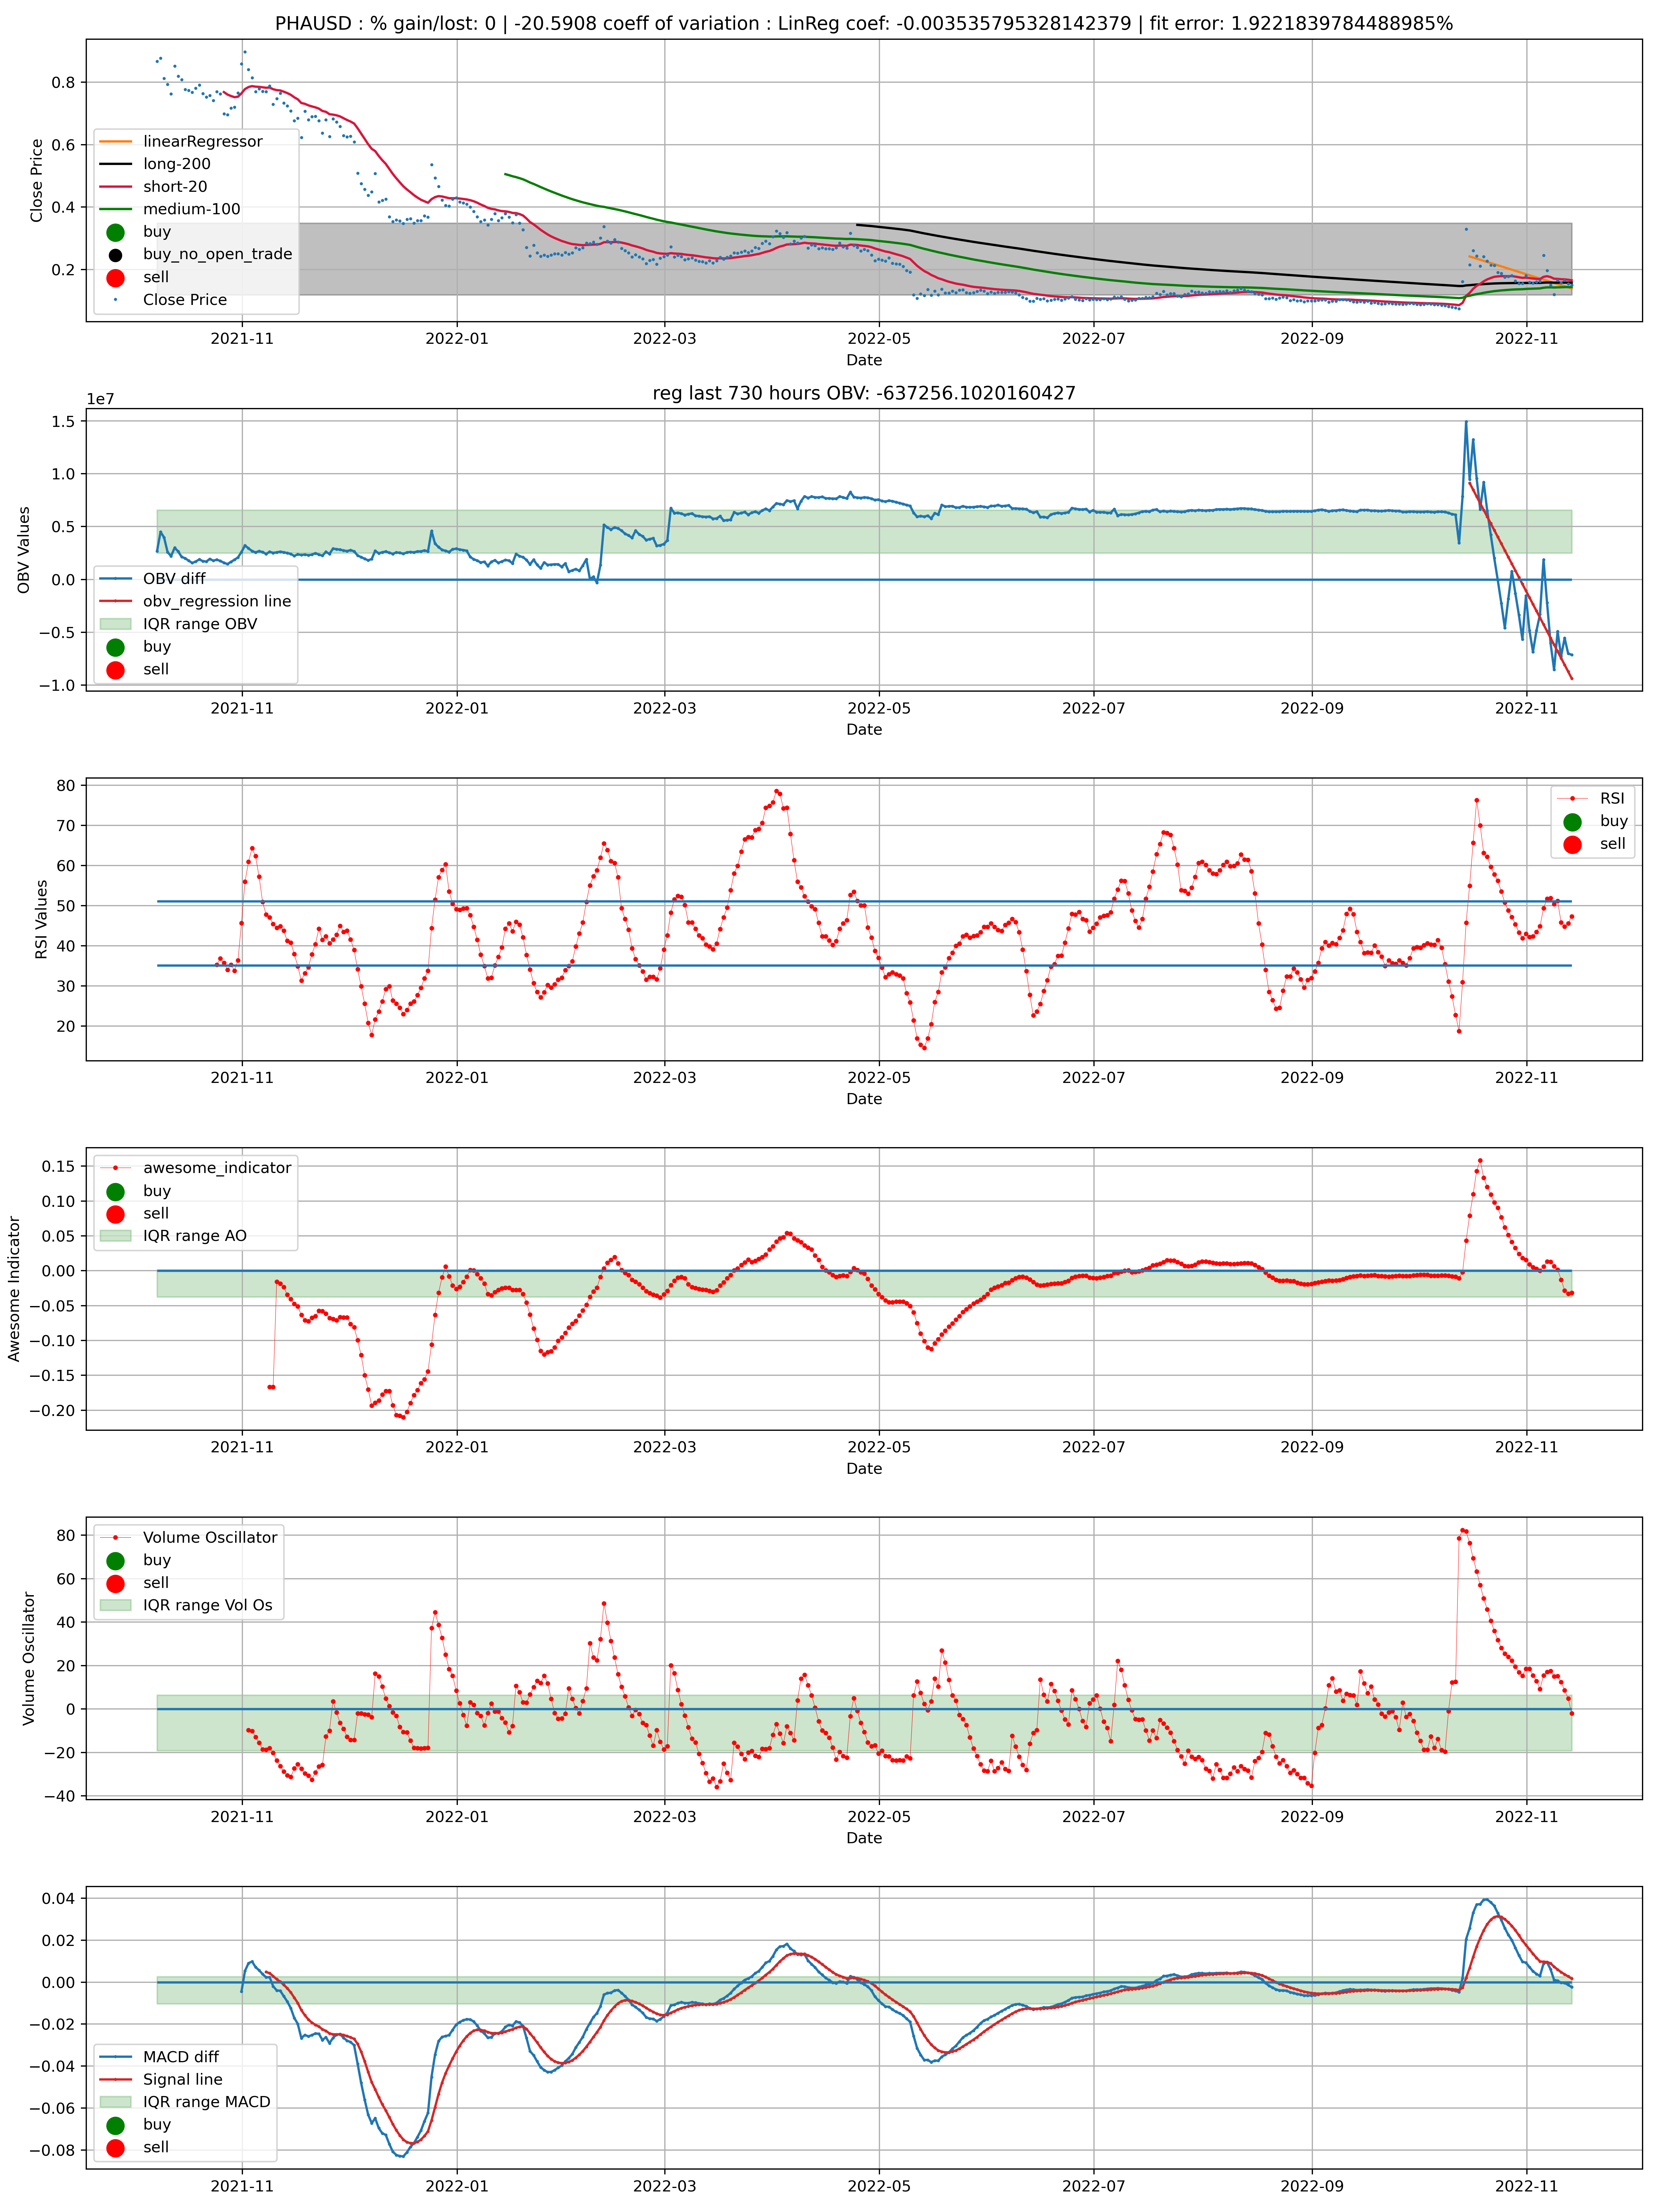 PHAUSD : % gain/lost: 0 | -20.5908 coeff of variation : LinReg coef: -0.003535795328142379 | fit error: 1.9221839784488985%
Close Price
0.8
0.6
0.4
0.2
linearRegressor
long-200
short-20
medium-100
buy
buy_no_open_trade
sell
Close Price
2021-11 2022-01 2022-03 2022-05 2022-07 2022-09 2022-11
Date
reg last 730 hours OBV: -637256.1020160427
1e7
OBV Values
1.5
1.0
0.5
0.0
−0.5
−1.0
OBV diff
obv_regression line
IQR range OBV
buy
sell
2021-11 2022-01 2022-03 2022-05 2022-07 2022-09 2022-11
Date
RSI Values
80
70
60
50
40
30
20
RSI
buy
sell
2021-11 2022-01 2022-03 2022-05 2022-07 2022-09 2022-11
Date
Awesome Indicator
0.15
0.10
0.05
0.00
−0.05
−0.10
−0.15
−0.20
awesome_indicator
buy
sell
IQR range AO
2021-11 2022-01 2022-03 2022-05 2022-07 2022-09 2022-11
Date
Volume Oscillator
80
60
40
20
0
−20
−40
Volume Oscillator
buy
sell
IQR range Vol Os
2021-11 2022-01 2022-03 2022-05 2022-07 2022-09 2022-11
Date
0.04
0.02
0.00
−0.02
−0.04
−0.06
−0.08
MACD diff
Signal line
IQR range MACD
buy
sell
2021-11 2022-01 2022-03 2022-05 2022-07 2022-09 2022-11